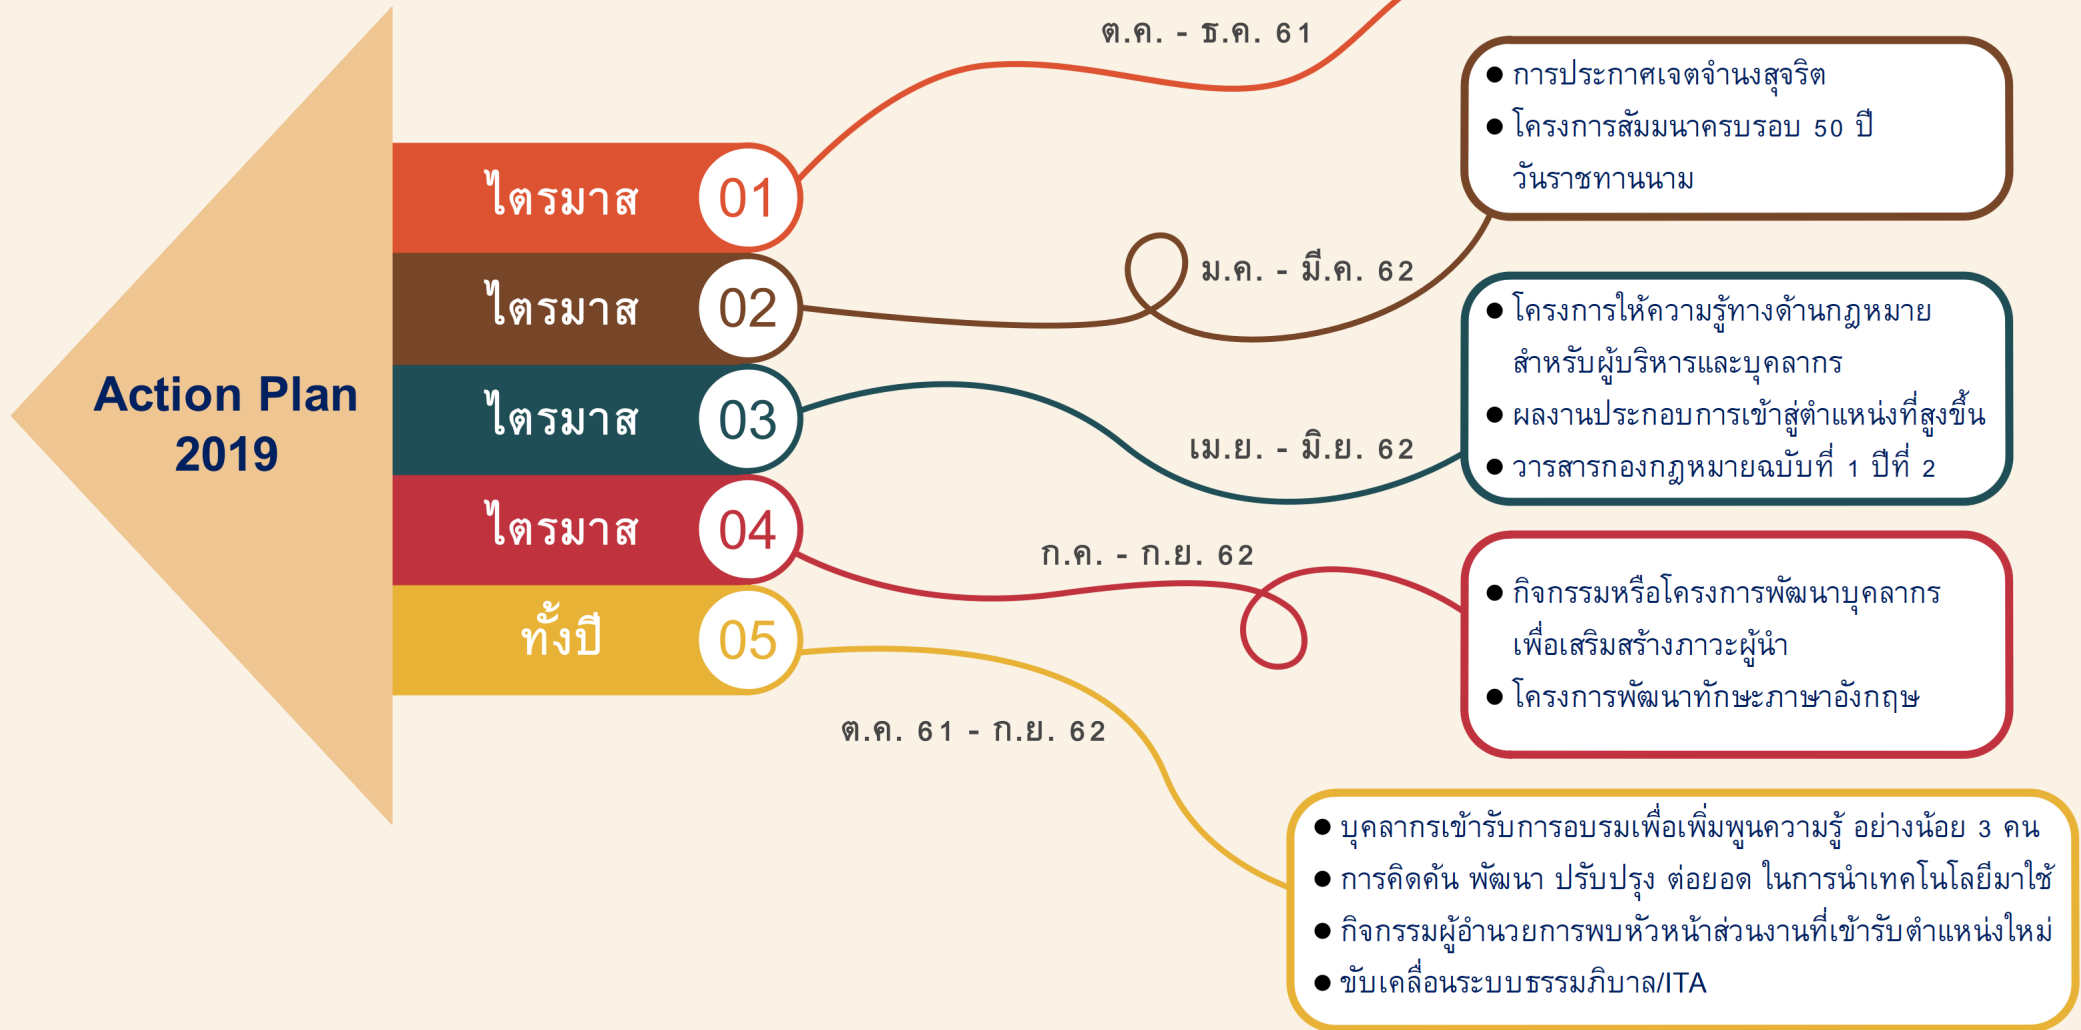 Action Plan
2019
ไตรมาส 01
ต.ค. - ธ.ค. 61
ไตรมาส 02
ม.ค. - มี.ค. 62
● การประกาศเจตจำนงสุจริต
● โครงการสัมมนาครบรอบ 50 ปี
วันราชทานนาม
ไตรมาส 03
เม.ย. - มิ.ย. 62
● โครงการให้ความรู้ทางด้านกฎหมาย
สำหรับผู้บริหารและบุคลากร
● ผลงานประกอบการเข้าสู่ตำแหน่งที่สูงขึ้น
● วารสารกองกฎหมายฉบับที่ 1 ปีที่ 2
ไตรมาส 04
ก.ค. - ก.ย. 62
● กิจกรรมหรือโครงการพัฒนาบุคลากร
เพื่อเสริมสร้างภาวะผู้นำ
● โครงการพัฒนาทักษะภาษาอังกฤษ
ทั้งปี 05
ต.ค. 61 - ก.ย. 62
● บุคลากรเข้ารับการอบรมเพื่อเพิ่มพูนความรู้ อย่างน้อย 3 คน
● การคิดค้น พัฒนา ปรับปรุง ต่อยอด ในการนำเทคโนโลยีมาใช้
● กิจกรรมผู้อำนวยการพบหัวหน้าส่วนงานที่เข้ารับตำแหน่งใหม่
● ขับเคลื่อนระบบธรรมภิบาล/ITA